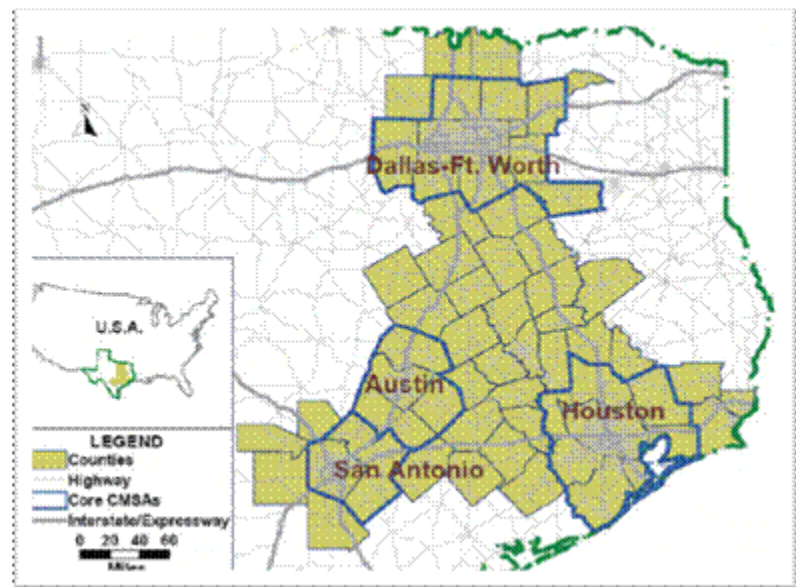 N
Dallas-Ft. Worth
U.S.A.
Austin
Houston
San Antonio
LEGEND
Counties
Highway
Core CMSAs
Interstate/Expressway
0 20 40 60
Miles